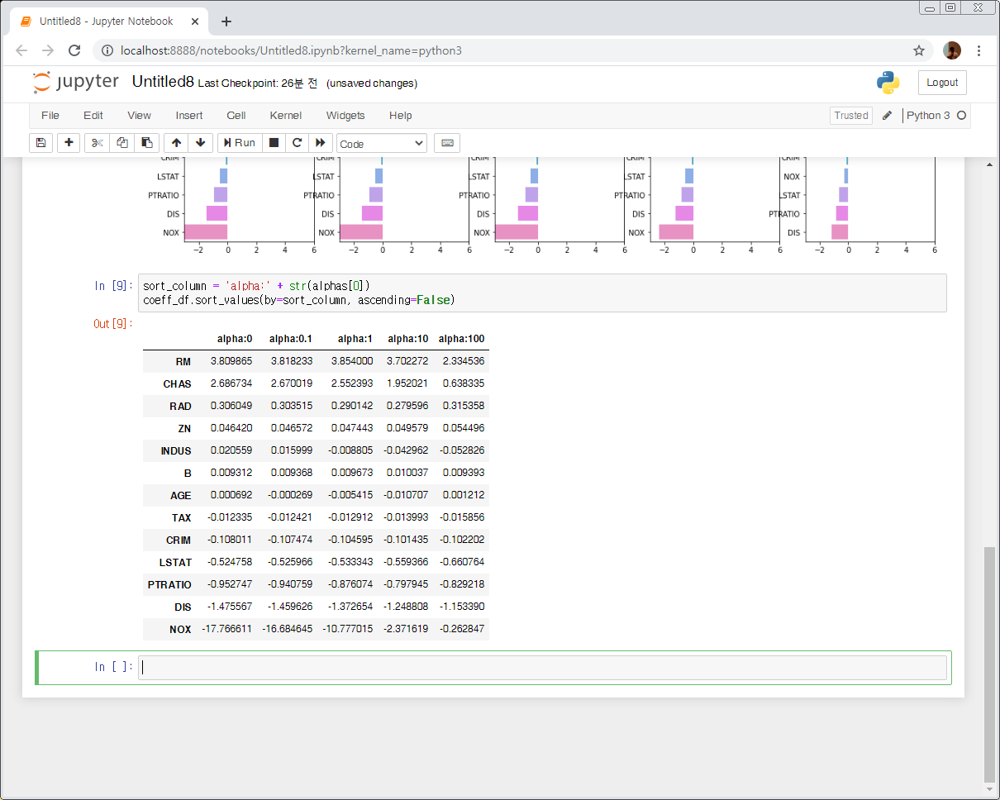 Untitled8 - Jupyter Notebook
localhost:8888/notebooks/Untitled8.ipynb?kernel_name=python3
jupyter Untitled8 Last Checkpoint: 26분 전 (unsaved changes) Logout
File Edit View Insert Cell Kernel Widgets Help Trusted Python 3
Run Code
CRIM CRIM CRIM CRIM CRIM
LSTAT LSTAT LSTAT LSTAT NOX
PTRATIO PTRATIO PTRATIO PTRATIO LSTAT
DIS DIS DIS DIS PTRATIO
NOX NOX NOX NOX DIS
−2 0 2 4 6 −2 0 2 4 6 −2 0 2 4 6 −2 0 2 4 6 −2 0 2 4 6
In [9]: sort_column = 'alpha:' + str(alphas[0])
coeff_df.sort_values(by=sort_column, ascending=False)
Out[9]:
alpha:0 alpha:0.1 alpha:1 alpha:10 alpha:100
RM 3.809865 3.818233 3.854000 3.702272 2.334536
CHAS 2.686734 2.670019 2.552393 1.952021 0.638335
RAD 0.306049 0.303515 0.290142 0.279596 0.315358
ZN 0.046420 0.046572 0.047443 0.049579 0.054496
INDUS 0.020559 0.015999 -0.008805 -0.042962 -0.052826
B 0.009312 0.009368 0.009673 0.010037 0.009393
AGE 0.000692 -0.000269 -0.005415 -0.010707 0.001212
TAX -0.012335 -0.012421 -0.012912 -0.013993 -0.015856
CRIM -0.108011 -0.107474 -0.104595 -0.101435 -0.102202
LSTAT -0.524758 -0.525966 -0.533343 -0.559366 -0.660764
PTRATIO -0.952747 -0.940759 -0.876074 -0.797945 -0.829218
DIS -1.475567 -1.459626 -1.372654 -1.248808 -1.153390
NOX -17.766611 -16.684645 -10.777015 -2.371619 -0.262847
In [ ]: